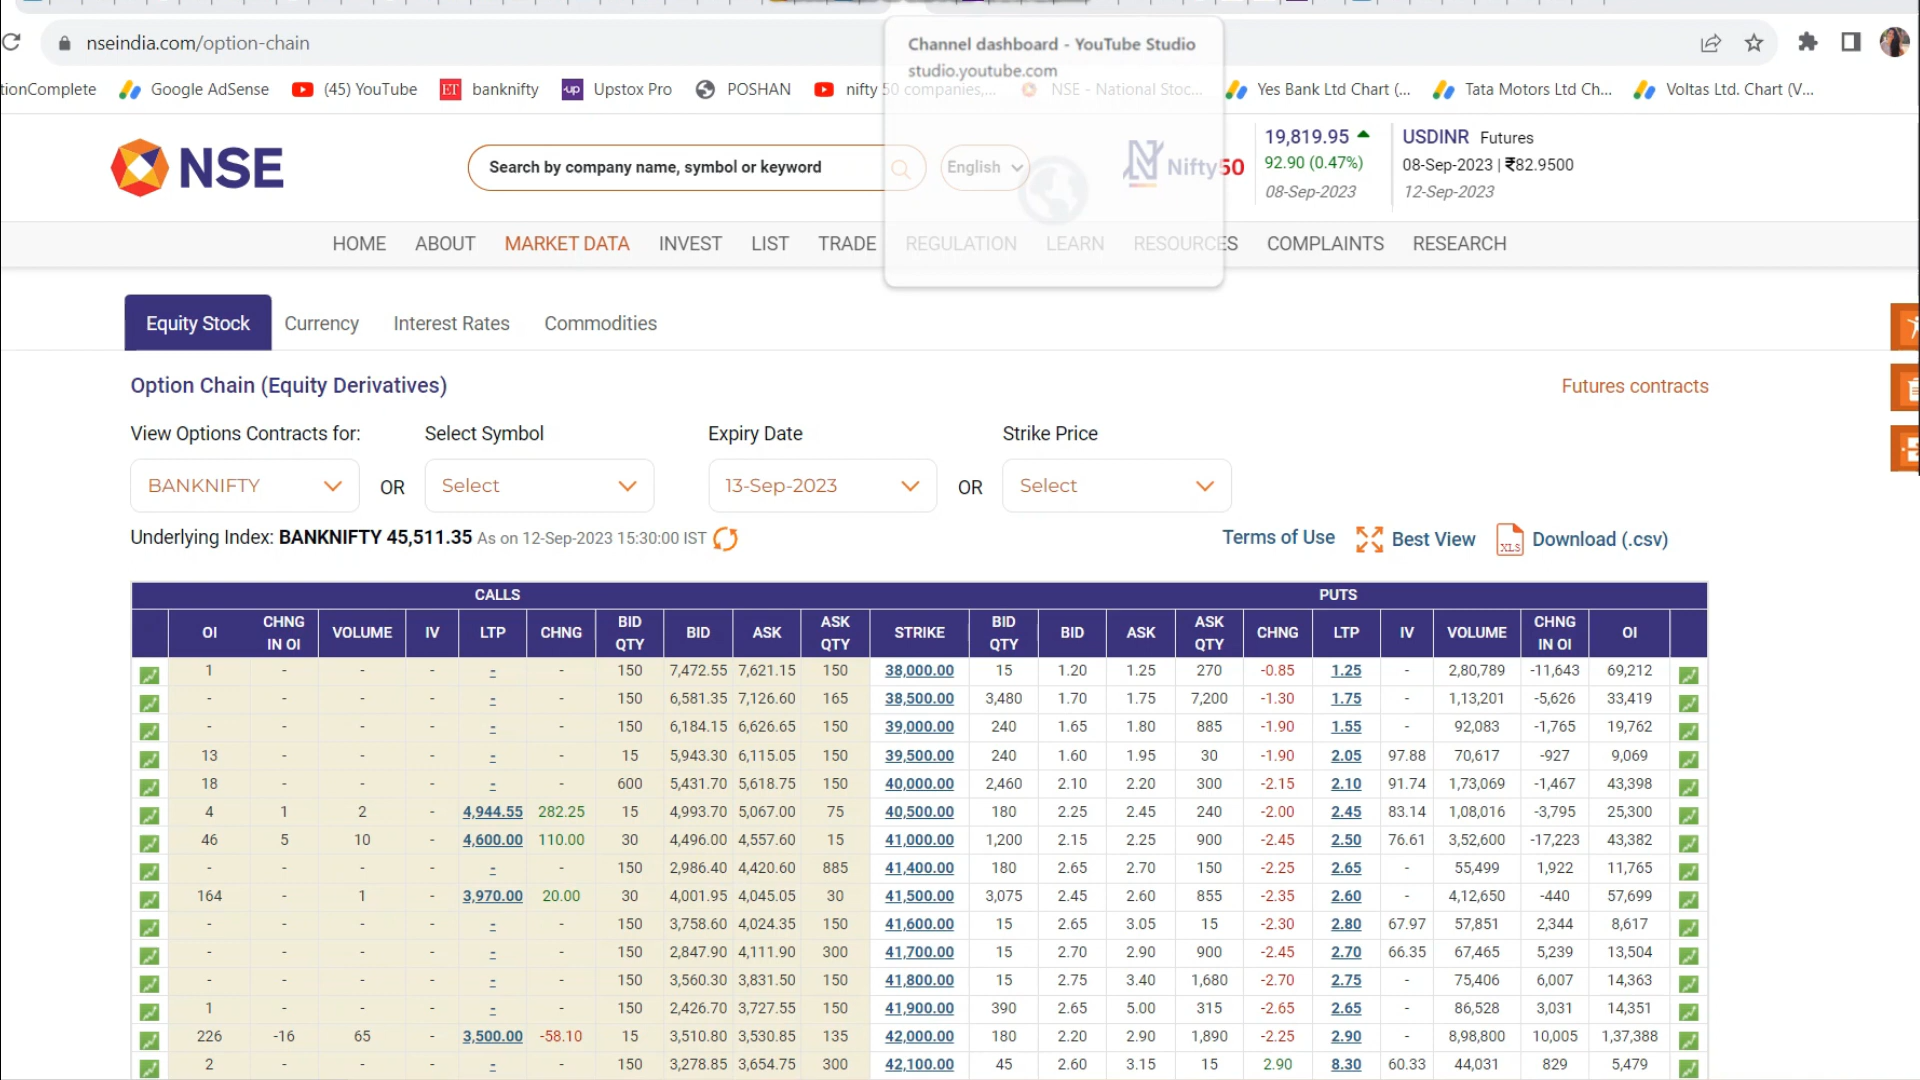 Channel dashboard - YouTube Studio
studio.youtube.com
nseindia.com/option-chain
tionComplete Google AdSense (45) YouTube ET banknifty up Upstox Pro POSHAN nifty 50 companies,... NSE - National Stoc... Yes Bank Ltd Chart (... Tata Motors Ltd Ch... Voltas Ltd. Chart (V...
NSE
Search by company name, symbol or keyword
English
Nifty50
19,819.95
92.90 (0.47%)
08-Sep-2023
USDINR Futures
08-Sep-2023 | ₹82.9500
12-Sep-2023
HOME ABOUT MARKET DATA INVEST LIST TRADE REGULATION LEARN RESOURCES COMPLAINTS RESEARCH
Equity Stock Currency Interest Rates Commodities
Option Chain (Equity Derivatives) Futures contracts
View Options Contracts for: Select Symbol Expiry Date Strike Price
BANKNIFTY OR Select 13-Sep-2023 OR Select
Underlying Index: BANKNIFTY 45,511.35 As on 12-Sep-2023 15:30:00 IST Terms of Use Best View XLS Download (.csv)
CALLS PUTS
OI CHNG IN OI VOLUME IV LTP CHNG BID QTY BID ASK ASK QTY STRIKE BID QTY BID ASK ASK QTY CHNG LTP IV VOLUME CHNG IN OI OI
1 - - - - - 150 7,472.55 7,621.15 150 38,000.00 15 1.20 1.25 270 -0.85 1.25 - 2,80,789 -11,643 69,212
- - - - - - 150 6,581.35 7,126.60 165 38,500.00 3,480 1.70 1.75 7,200 -1.30 1.75 - 1,13,201 -5,626 33,419
- - - - - - 150 6,184.15 6,626.65 150 39,000.00 240 1.65 1.80 885 -1.90 1.55 - 92,083 -1,765 19,762
13 - - - - - 15 5,943.30 6,115.05 150 39,500.00 240 1.60 1.95 30 -1.90 2.05 97.88 70,617 -927 9,069
18 - - - - - 600 5,431.70 5,618.75 150 40,000.00 2,460 2.10 2.20 300 -2.15 2.10 91.74 1,73,069 -1,467 43,398
4 1 2 - 4,944.55 282.25 15 4,993.70 5,067.00 75 40,500.00 180 2.25 2.45 240 -2.00 2.45 83.14 1,08,016 -3,795 25,300
46 5 10 - 4,600.00 110.00 30 4,496.00 4,557.60 15 41,000.00 1,200 2.15 2.25 900 -2.45 2.50 76.61 3,52,600 -17,223 43,382
- - - - - - 150 2,986.40 4,420.60 885 41,400.00 180 2.65 2.70 150 -2.25 2.65 - 55,499 1,922 11,765
164 - 1 - 3,970.00 20.00 30 4,001.95 4,045.05 30 41,500.00 3,075 2.45 2.60 855 -2.35 2.60 - 4,12,650 -440 57,699
- - - - - - 150 3,758.60 4,024.35 150 41,600.00 15 2.65 3.05 15 -2.30 2.80 67.97 57,851 2,344 8,617
- - - - - - 150 2,847.90 4,111.90 300 41,700.00 15 2.70 2.90 900 -2.45 2.70 66.35 67,465 5,239 13,504
- - - - - - 150 3,560.30 3,831.50 150 41,800.00 15 2.75 3.40 1,680 -2.70 2.75 - 75,406 6,007 14,363
1 - - - - - 150 2,426.70 3,727.55 150 41,900.00 390 2.65 5.00 315 -2.65 2.65 - 86,528 3,031 14,351
226 -16 65 - 3,500.00 -58.10 15 3,510.80 3,530.85 135 42,000.00 180 2.20 2.90 1,890 -2.25 2.90 - 8,98,800 10,005 1,37,388
2 - - - - - 150 3,278.85 3,654.75 300 42,100.00 45 2.60 3.15 15 2.90 8.30 60.33 44,031 829 5,479